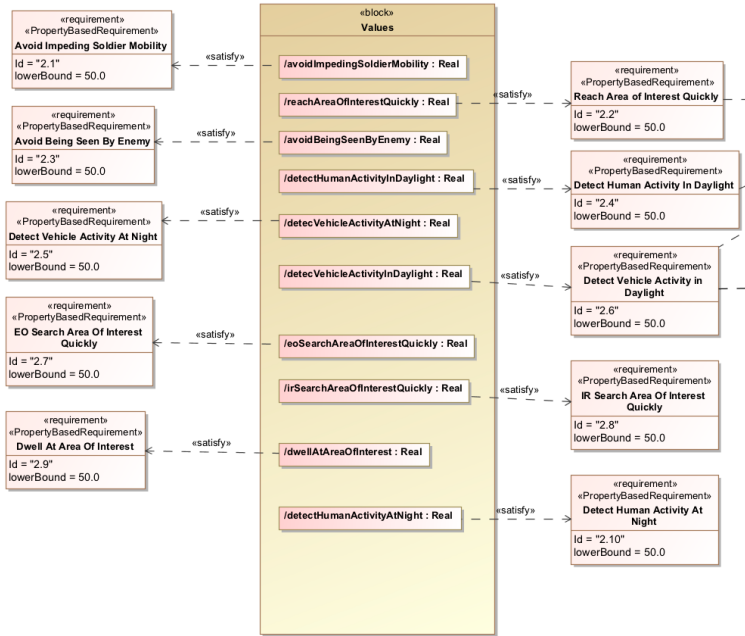 «requirement»
«PropertyBasedRequirement»
Avoid Impeding Soldier Mobility
Id = "2.1"
lowerBound = 50.0
«satisfy»
«requirement»
«PropertyBasedRequirement»
Avoid Being Seen By Enemy
Id = "2.3"
lowerBound = 50.0
«satisfy»
«requirement»
«PropertyBasedRequirement»
Detect Vehicle Activity At Night
Id = "2.5"
lowerBound = 50.0
«satisfy»
«requirement»
«PropertyBasedRequirement»
EO Search Area Of Interest
Quickly
Id = "2.7"
lowerBound = 50.0
«satisfy»
«requirement»
«PropertyBasedRequirement»
Dwell At Area Of Interest
Id = "2.9"
lowerBound = 50.0
«satisfy»
«block»
Values
/avoidImpedingSoldierMobility : Real
/reachAreaOfInterestQuickly : Real
/avoidBeingSeenByEnemy : Real
/detectHumanActivityInDaylight : Real
/detecVehicleActivityAtNight : Real
/detecVehicleActivityInDaylight : Real
/eoSearchAreaOfInterestQuickly : Real
/irSearchAreaOfInterestQuickly : Real
/dwellAtAreaOfInterest : Real
/detectHumanActivityAtNight : Real
«satisfy»
«requirement»
«PropertyBasedRequirement»
Reach Area of Interest Quickly
Id = "2.2"
lowerBound = 50.0
«satisfy»
«requirement»
«PropertyBasedRequirement»
Detect Human Activity In Daylight
Id = "2.4"
lowerBound = 50.0
«satisfy»
«requirement»
«PropertyBasedRequirement»
Detect Vehicle Activity in
Daylight
Id = "2.6"
lowerBound = 50.0
«satisfy»
«requirement»
«PropertyBasedRequirement»
IR Search Area Of Interest
Quickly
Id = "2.8"
lowerBound = 50.0
«satisfy»
«requirement»
«PropertyBasedRequirement»
Detect Human Activity At
Night
Id = "2.10"
lowerBound = 50.0